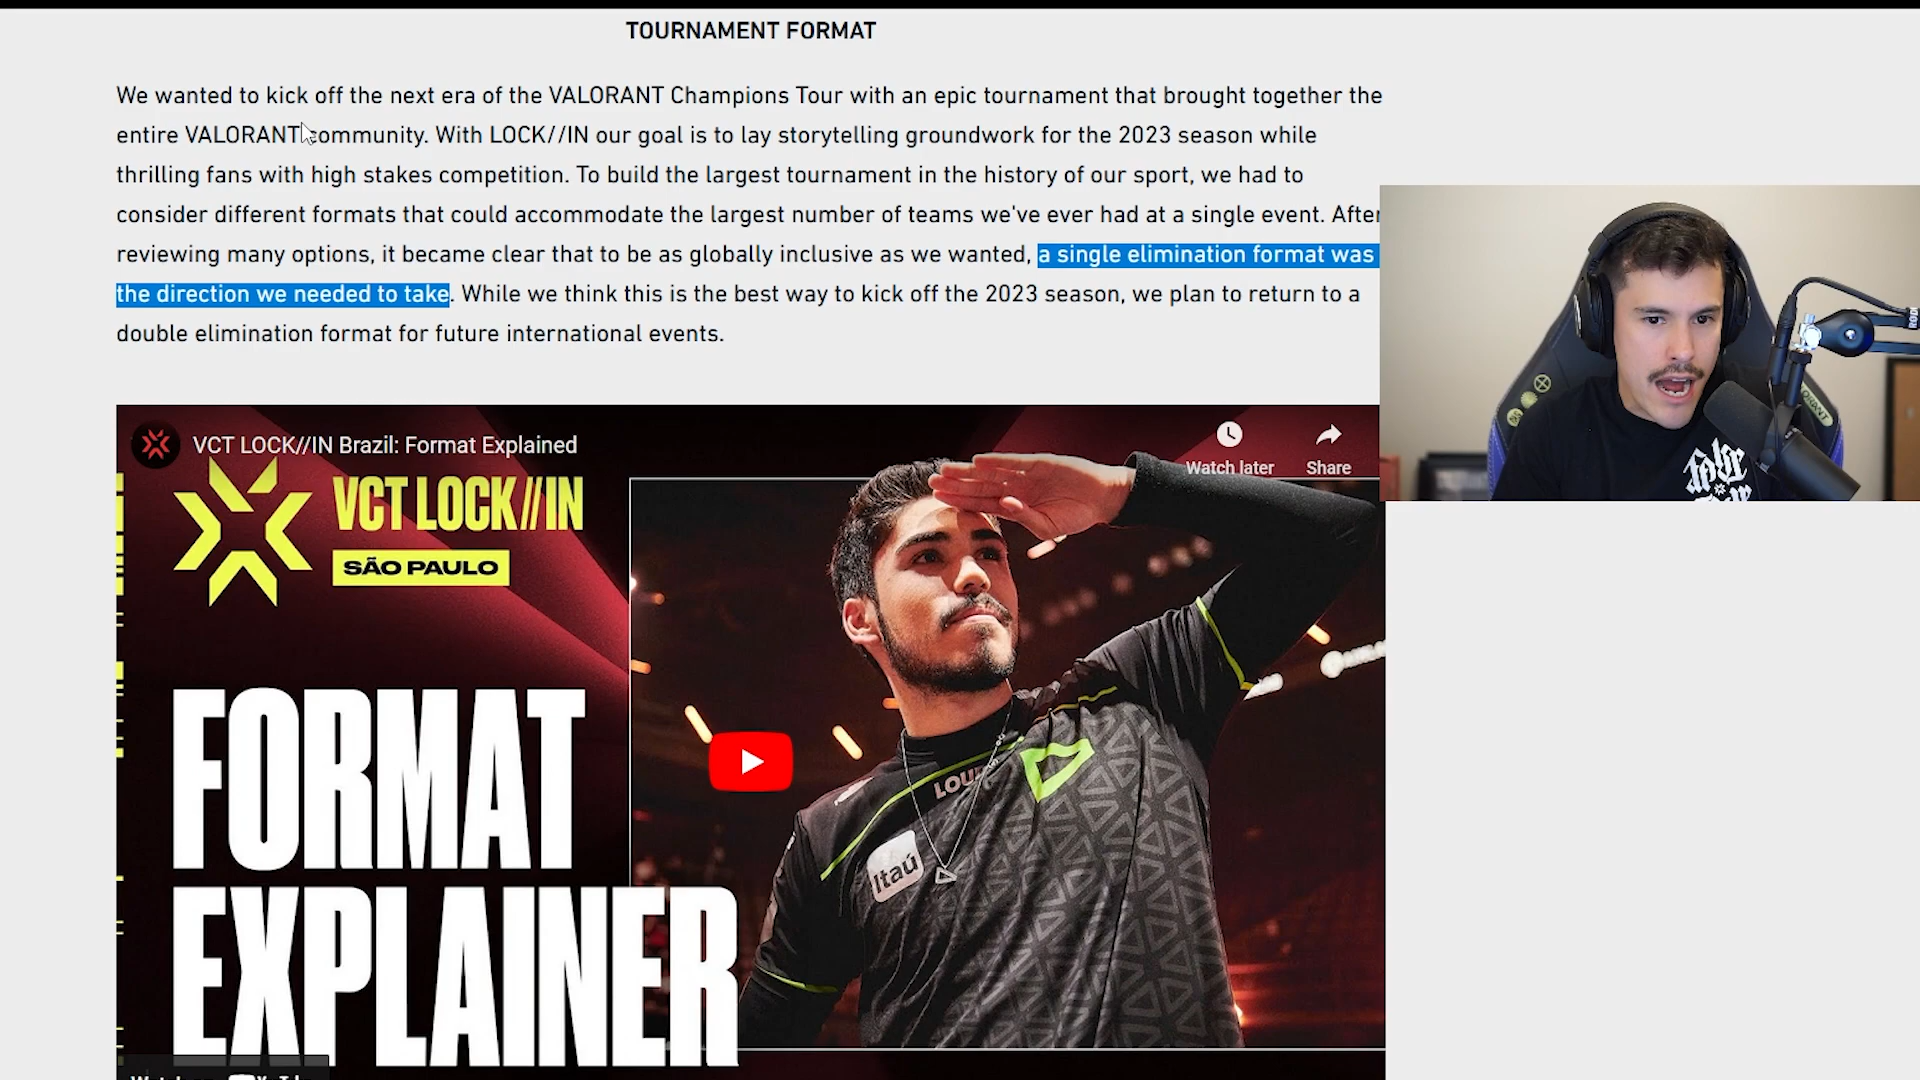 TOURNAMENT FORMAT
We wanted to kick off the next era of the VALORANT Champions Tour with an epic tournament that brought together the
entire VALORANT community. With LOCK//IN our goal is to lay storytelling groundwork for the 2023 season while
thrilling fans with high stakes competition. To build the largest tournament in the history of our sport, we had to
consider different formats that could accommodate the largest number of teams we've ever had at a single event. After
reviewing many options, it became clear that to be as globally inclusive as we wanted, a single elimination format was
the direction we needed to take. While we think this is the best way to kick off the 2023 season, we plan to return to a
double elimination format for future international events.
VCT LOCK//IN Brazil: Format Explained
Watch later
Share
VCT LOCK//IN
SÃO PAULO
FORMAT
EXPLAINER
LOUD
Itaú